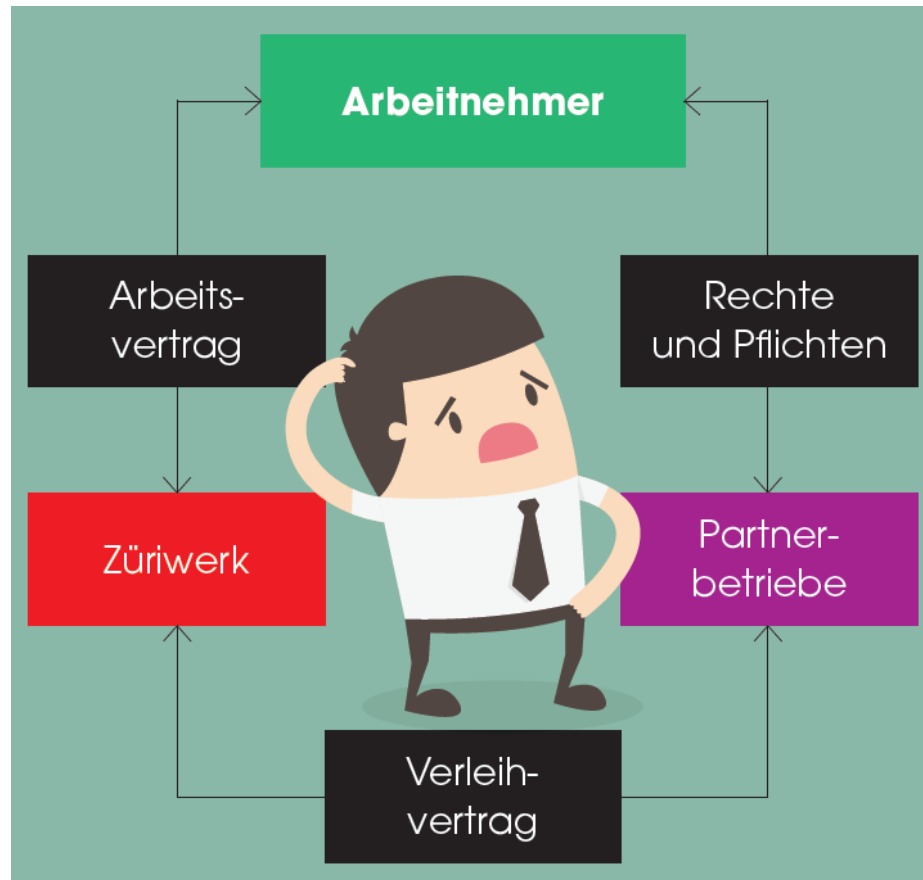 Arbeitnehmer
Arbeits-
vertrag
Rechte
und Pflichten
Züriwerk
Partner-
betriebe
Verleih-
vertrag